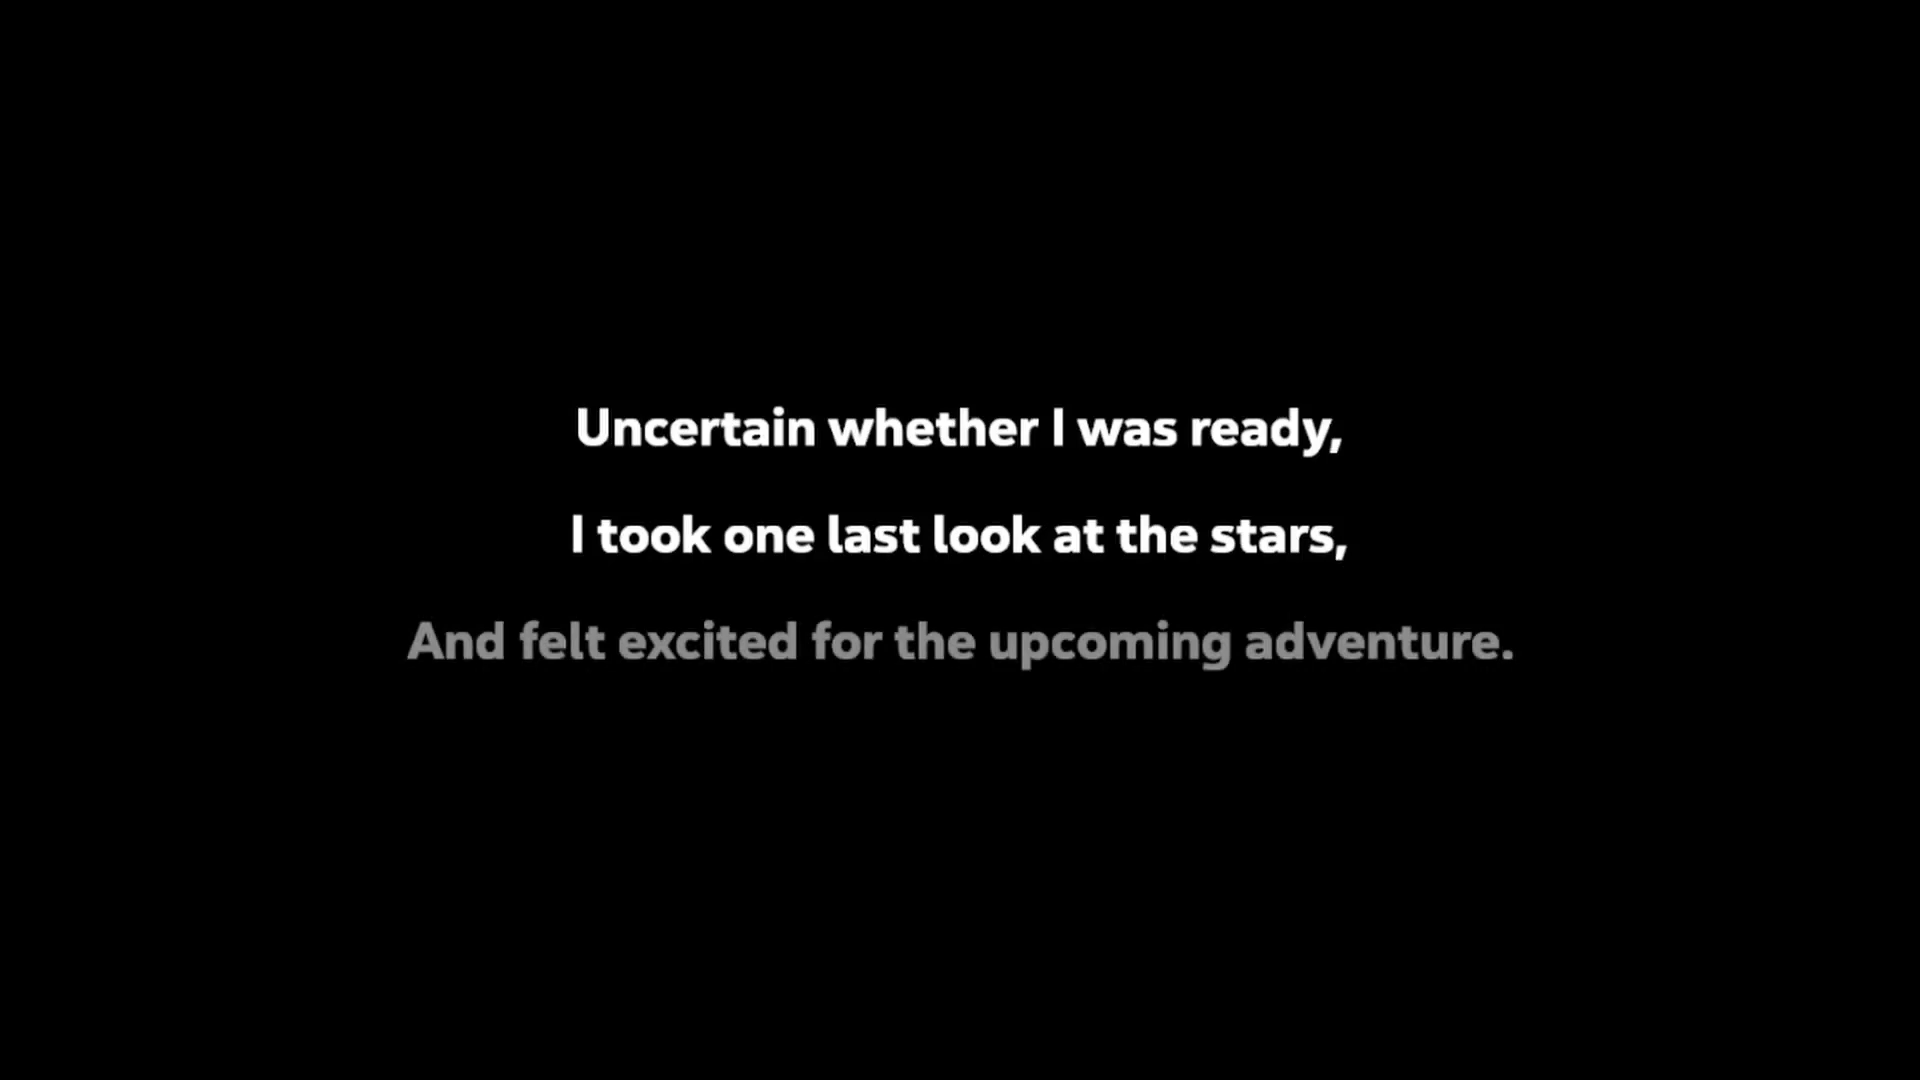 Uncertain whether I was ready,
I took one last look at the stars,
And felt excited for the upcoming adventure.